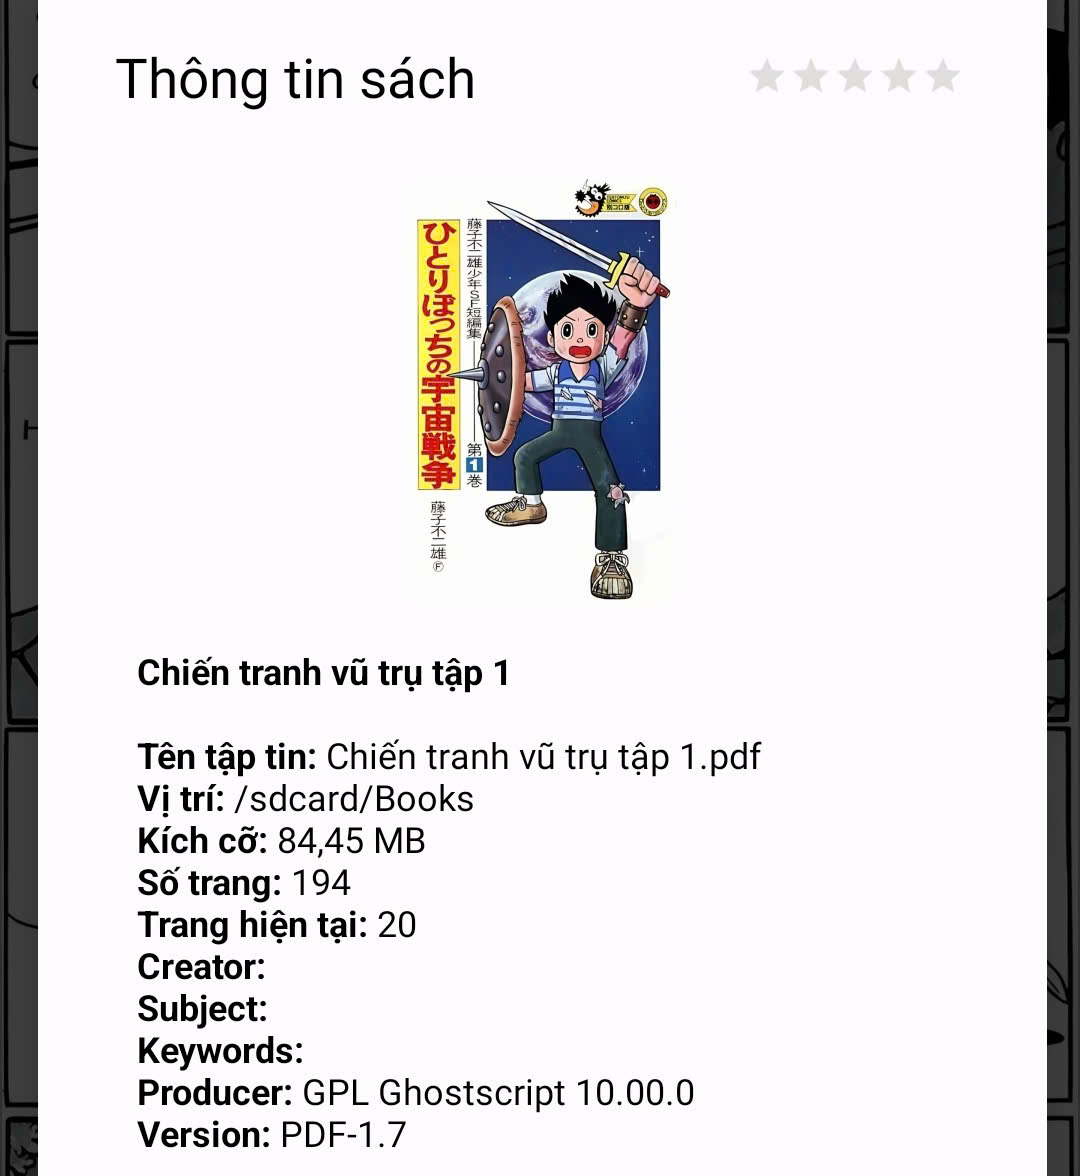 Thông tin sách
藤子不二雄少年SF短編集
第1巻
ひとりぼっちの宇宙戦争
藤子不二雄Ⓕ
Chiến tranh vũ trụ tập 1
Tên tập tin: Chiến tranh vũ trụ tập 1.pdf
Vị trí: /sdcard/Books
Kích cỡ: 84,45 MB
Số trang: 194
Trang hiện tại: 20
Creator:
Subject:
Keywords:
Producer: GPL Ghostscript 10.00.0
Version: PDF-1.7